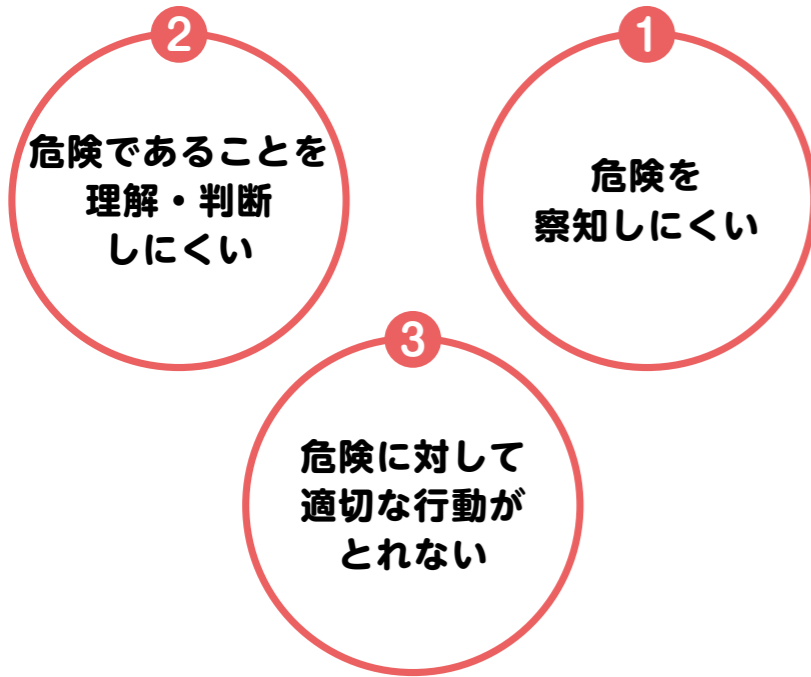 1
危険を
察知しにくい
2
危険であることを
理解・判断
しにくい
3
危険に対して
適切な行動が
とれない